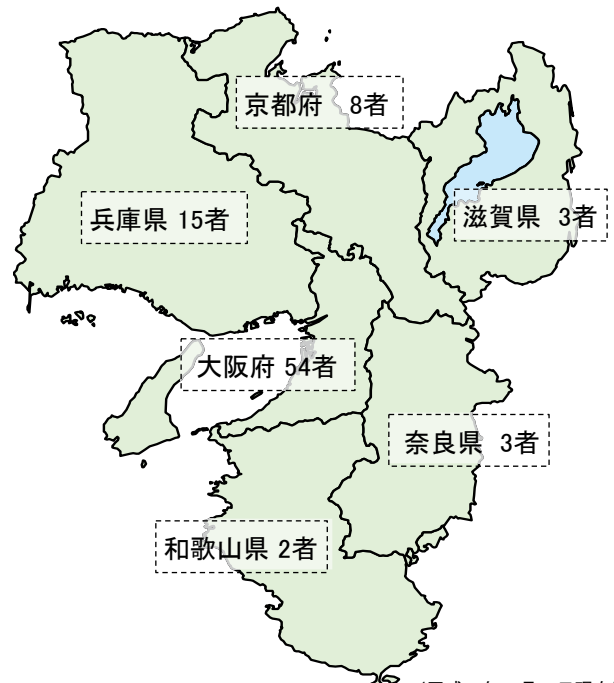 京都府 8者
兵庫県 15者
滋賀県 3者
大阪府 54者
奈良県 3者
和歌山県 2者